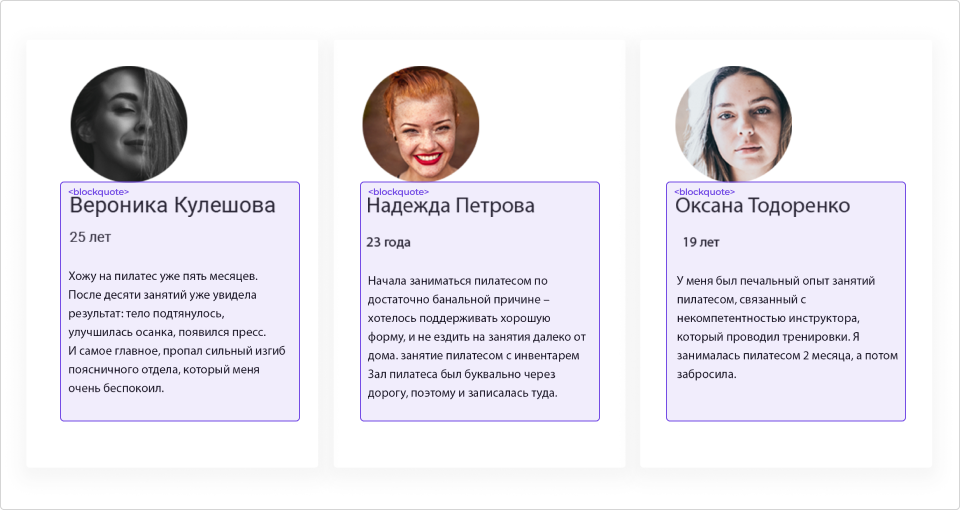 <blockquote>
Вероника Кулешова
25 лет
Хожу на пилатес уже пять месяцев.
После десяти занятий уже увидела
результат: тело подтянулось,
улучшилась осанка, появился пресс.
И самое главное, пропал сильный изгиб
поясничного отдела, который меня
очень беспокоил.
<blockquote>
Надежда Петрова
23 года
Начала заниматься пилатесом по
достаточно банальной причине –
хотелось поддерживать хорошую
форму, и не ездить на занятия далеко от
дома. занятие пилатесом с инвентарем
Зал пилатеса был буквально через
дорогу, поэтому и записалась туда.
<blockquote>
Оксана Тодоренко
19 лет
У меня был печальный опыт занятий
пилатесом, связанный с
некомпетентностью инструктора,
который проводил тренировки. Я
занималась пилатесом 2 месяца, а потом
забросила.